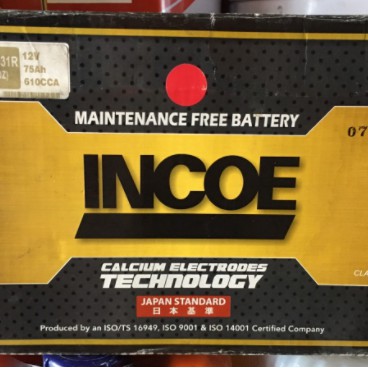 31R
12V
75Ah
610CCA
MAINTENANCE FREE BATTERY
07
INCOE
CALCIUM ELECTRODES
TECHNOLOGY
JAPAN STANDARD
日本基準
Produced by an ISO/TS 16949, ISO 9001 & ISO 14001 Certified Company